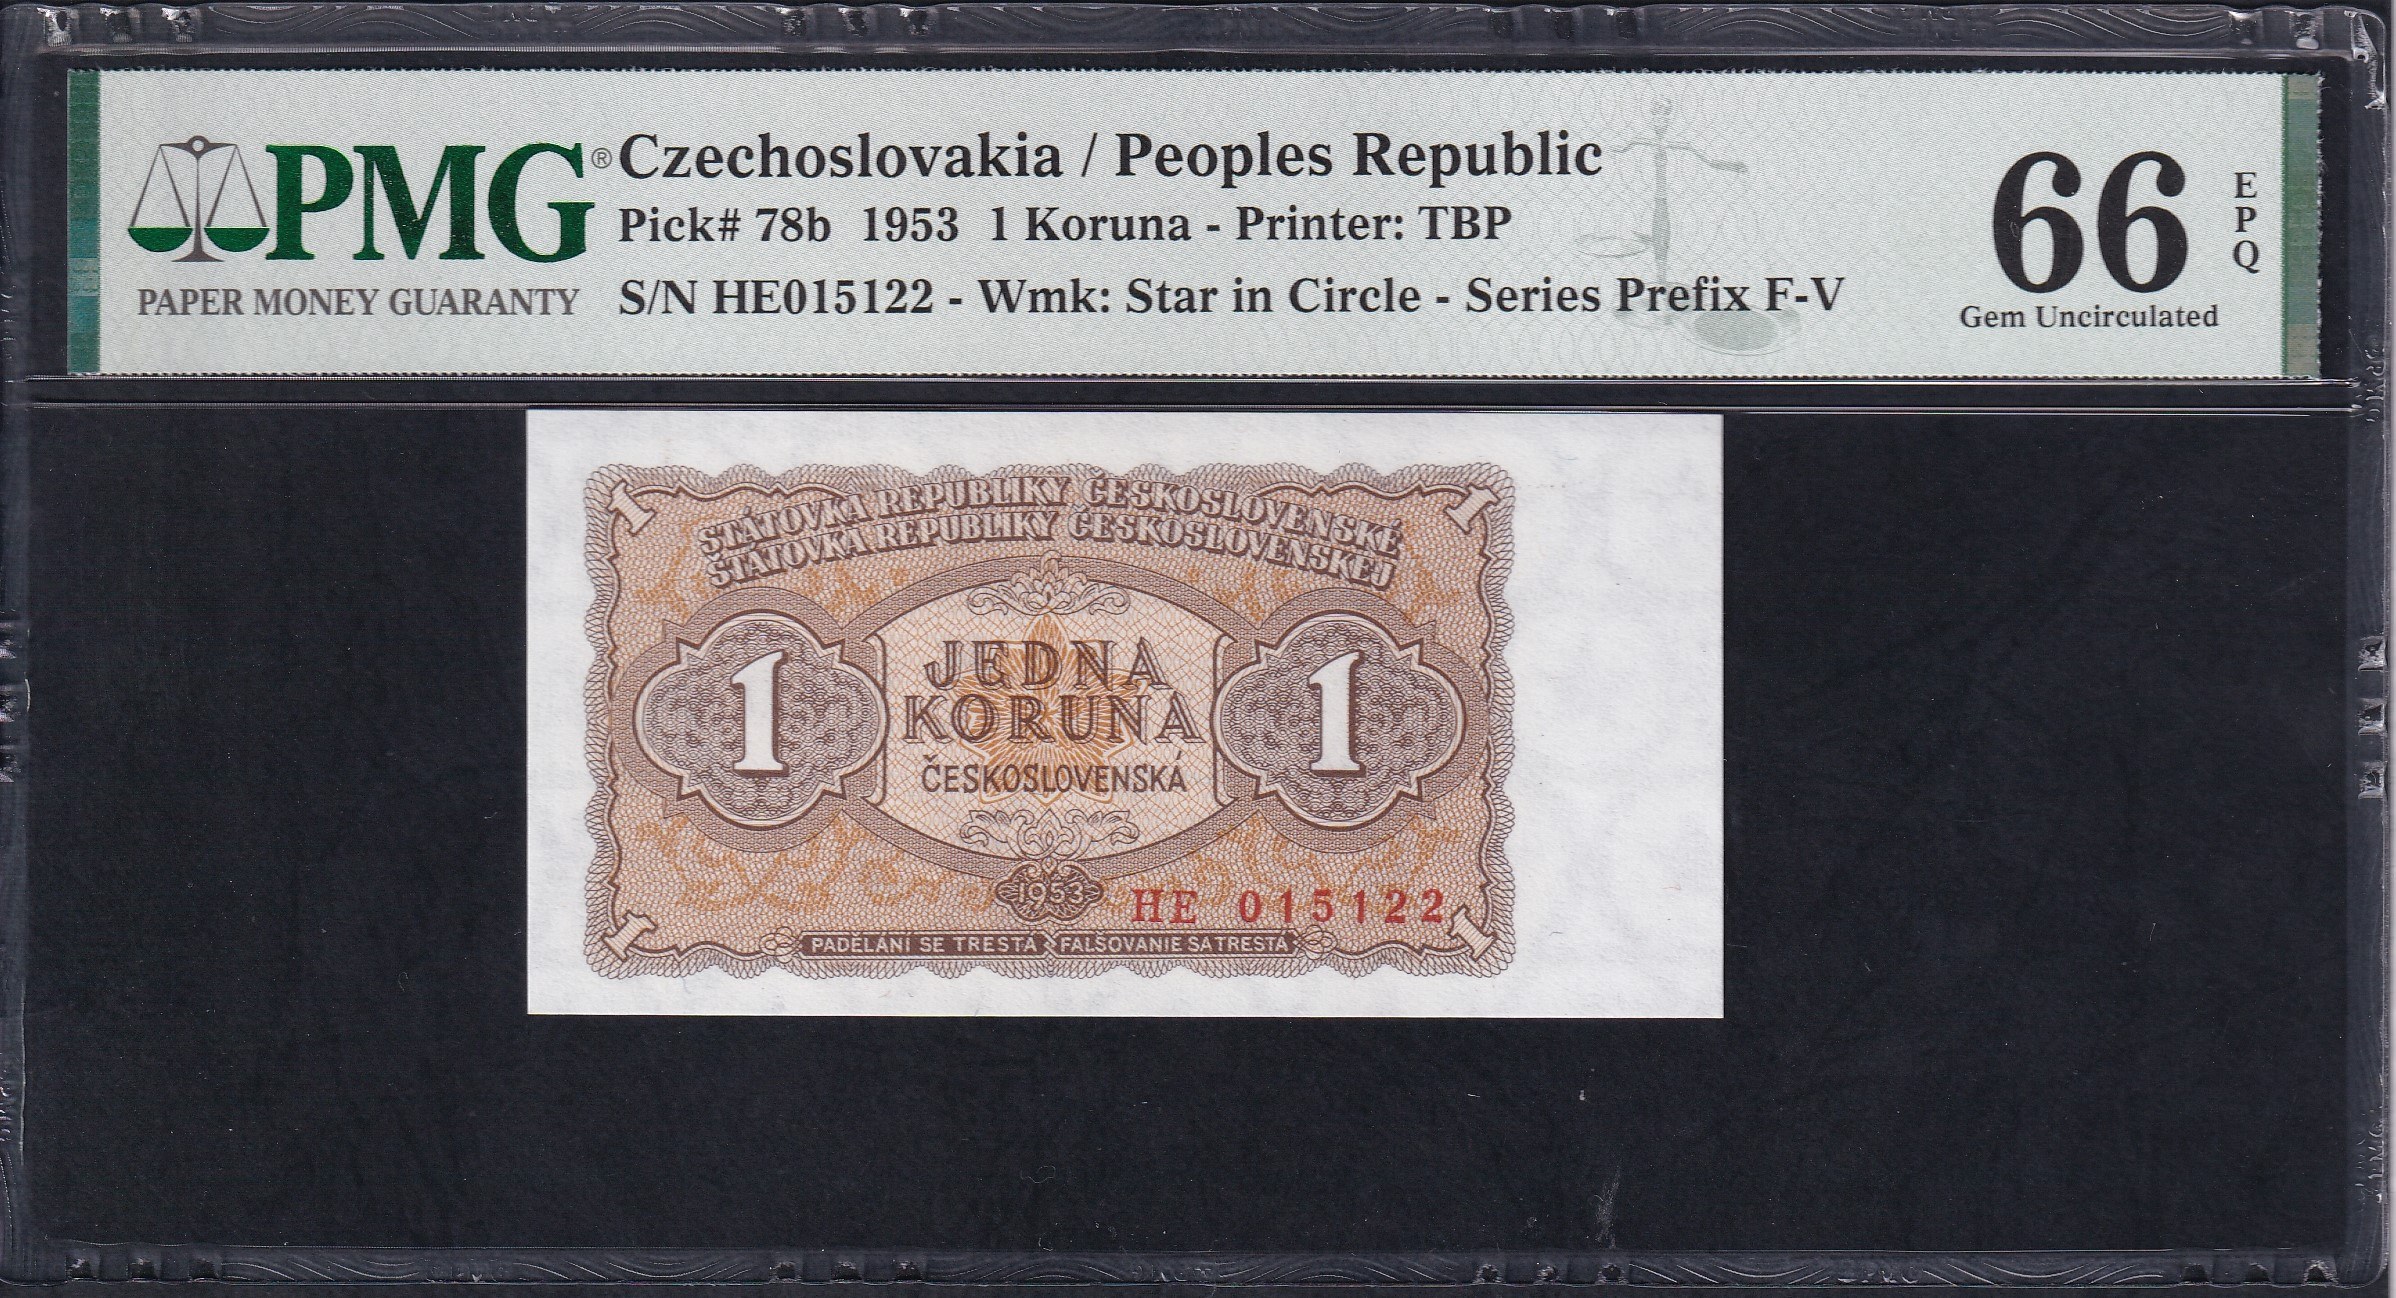 PMG® Czechoslovakia / Peoples Republic
Pick# 78b 1953 1 Koruna - Printer: TBP
PAPER MONEY GUARANTY
S/N HE015122 - Wmk: Star in Circle - Series Prefix F-V
66
EPQ
Gem Uncirculated
1 1
STÁTOVKA REPUBLIKY ČESKOSLOVENSKÉ
ŠTÁTOVKA REPUBLIKY ČESKOSLOVENSKEJ
1 JEDNA 1
KORUNA
ČESKOSLOVENSKÁ
1953 HE 015122
1 1
PADĚLÁNÍ SE TRESTÁ FALŠOVANIE SA TRESTÁ